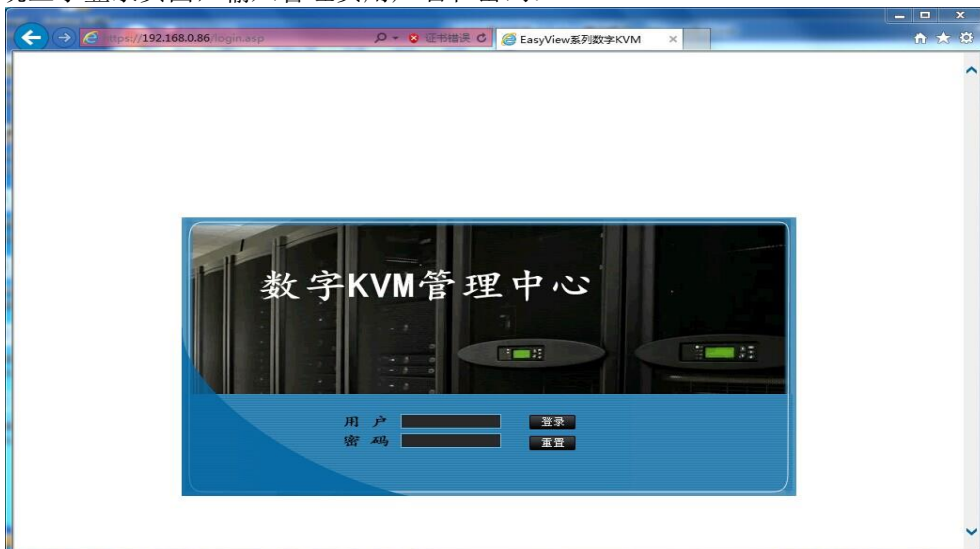 https://192.168.0.86/login.asp 证书错误 EasyView系列数字KVM
数字KVM管理中心
用 户 登录
密 码 重置